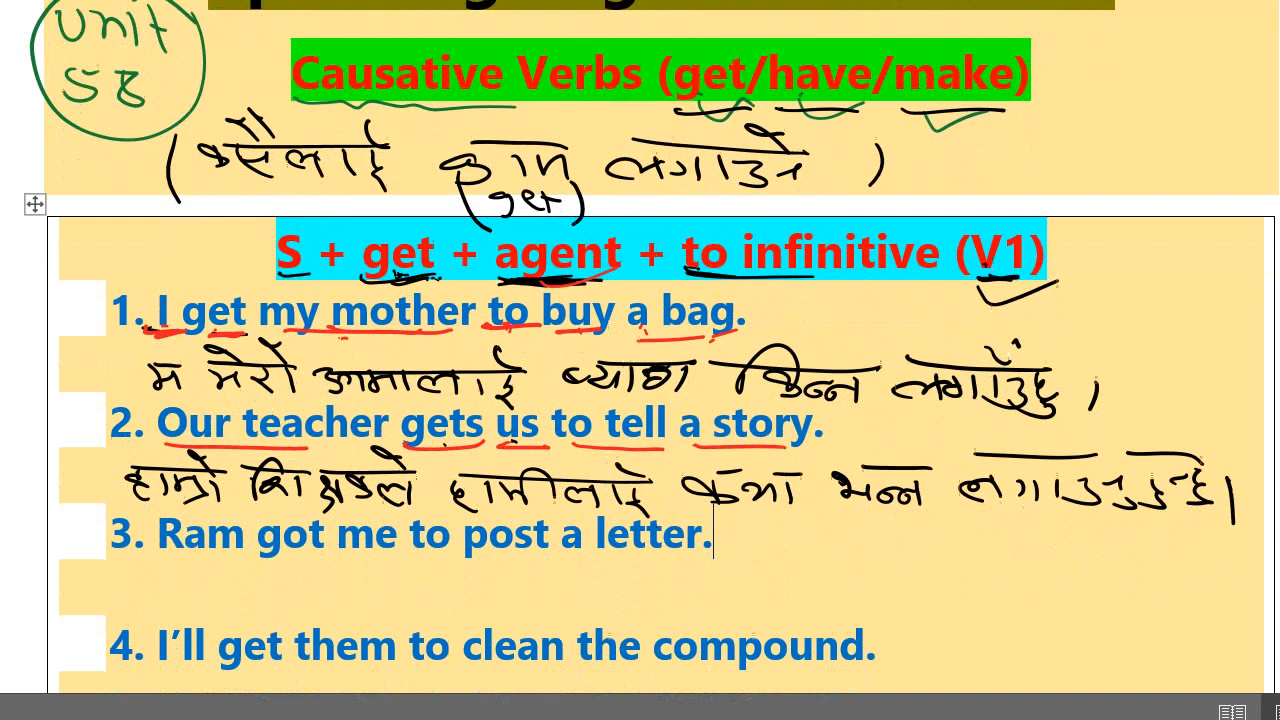 Unit
58
Causative Verbs (get/have/make)
(कसैलाई काम लगाउने)
(get)
S + get + agent + to infinitive (V1)
1. I get my mother to buy a bag.
म मेरो आमालाई ब्याग किन्न लगाउँछु ।
2. Our teacher gets us to tell a story.
हाम्रो शिक्षकले हामीलाई कथा भन्न लगाउनुहुन्छ।
3. Ram got me to post a letter.
4. I’ll get them to clean the compound.